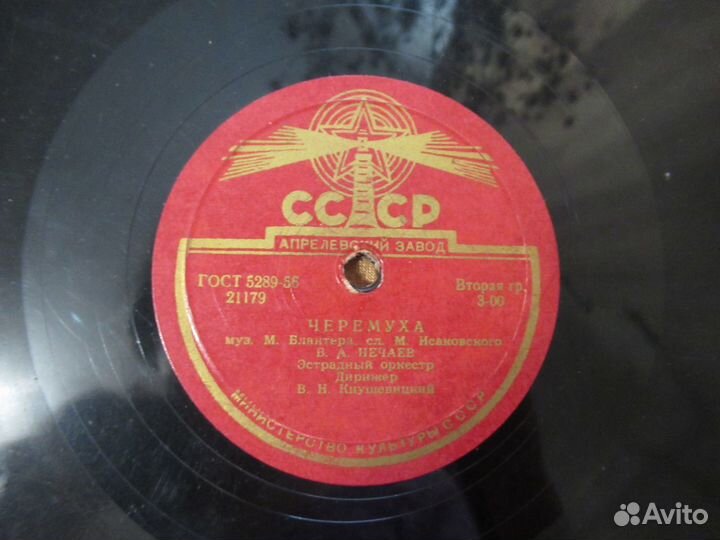 СССР
АПРЕЛЕВСКИЙ ЗАВОД
ГОСТ 5289-56
21179
Вторая гр.
3-00
ЧЕРЕМУХА
муз. М. Блантера, сл. М. Исаковского
В. А. НЕЧАЕВ
Эстрадный оркестр
Дирижер
В. Н. Кнушевицкий
МИНИСТЕРСТВО КУЛЬТУРЫ СССР
Avito